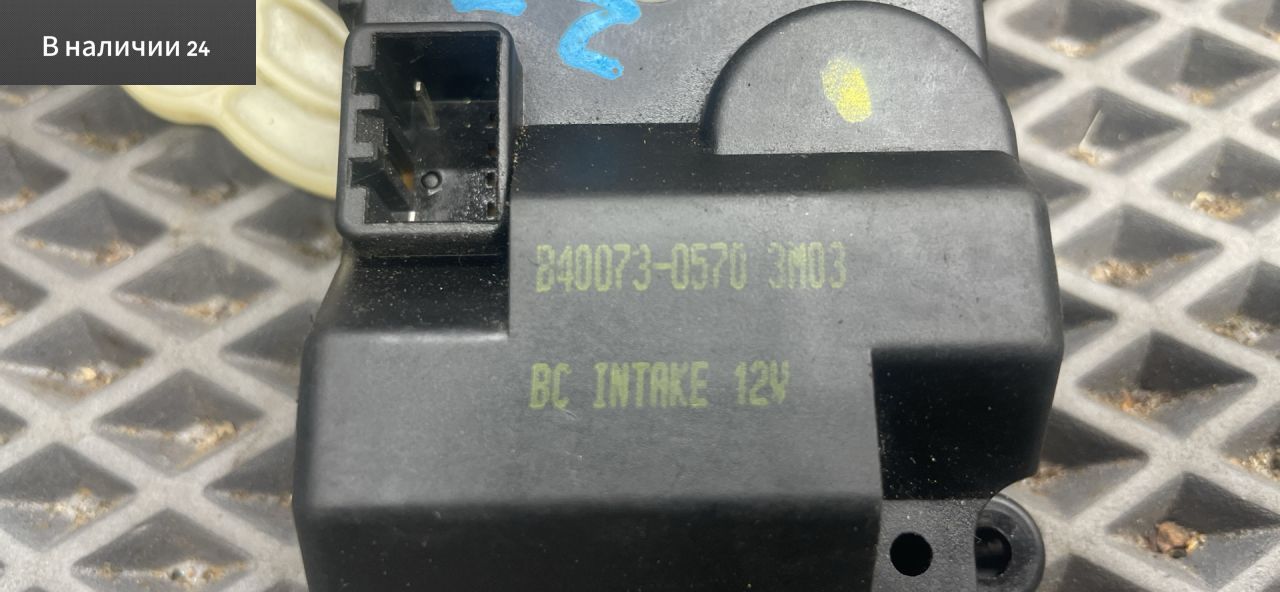 В наличии 24
B40073-0570 3M03
BC INTAKE 12V